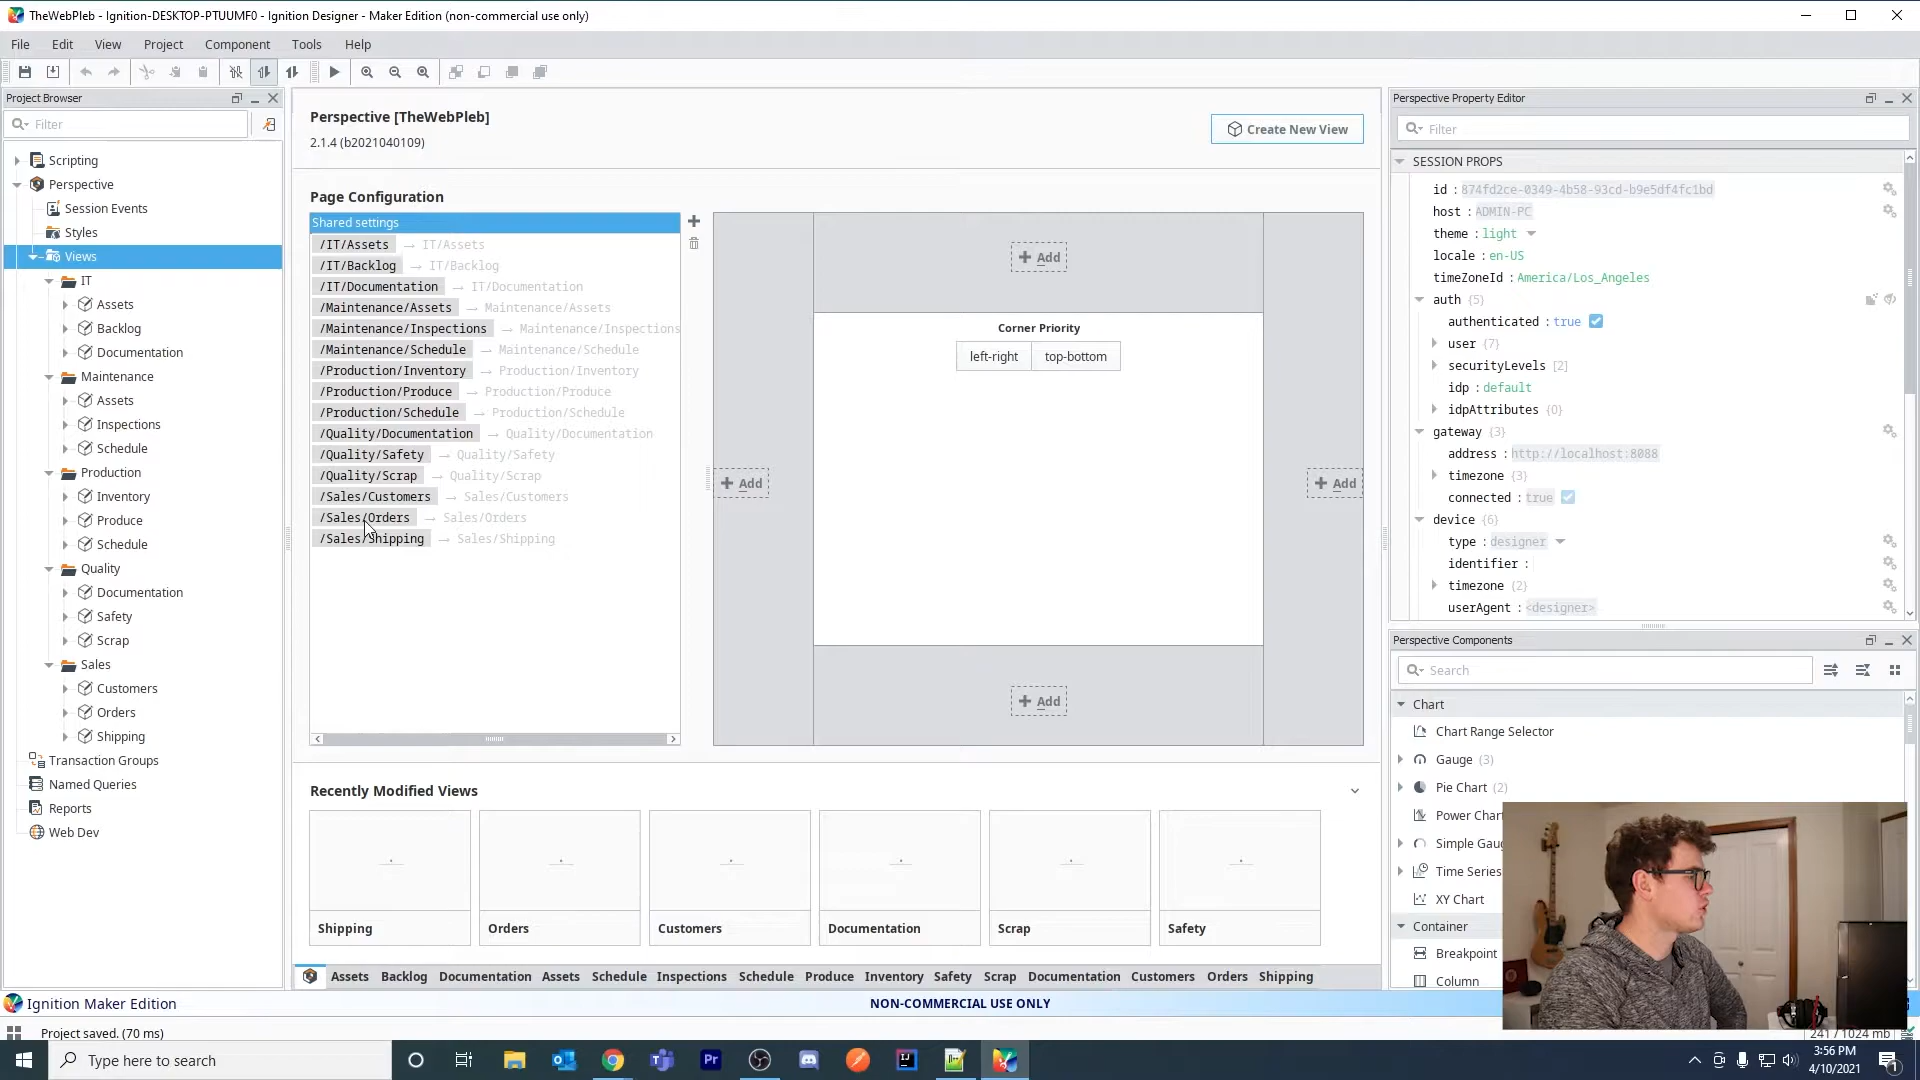 TheWebPleb - Ignition-DESKTOP-PTUUMF0 - Ignition Designer - Maker Edition (non-commercial use only)
File Edit View Project Component Tools Help
Project Browser
Filter
Scripting
Perspective
Session Events
Styles
Views
IT
Assets
Backlog
Documentation
Maintenance
Assets
Inspections
Schedule
Production
Inventory
Produce
Schedule
Quality
Documentation
Safety
Scrap
Sales
Customers
Orders
Shipping
Transaction Groups
Named Queries
Reports
Web Dev
Perspective [TheWebPleb]
2.1.4 (b2021040109)
Create New View
Page Configuration
Shared settings
/IT/Assets → IT/Assets
/IT/Backlog → IT/Backlog
/IT/Documentation → IT/Documentation
/Maintenance/Assets → Maintenance/Assets
/Maintenance/Inspections → Maintenance/Inspections
/Maintenance/Schedule → Maintenance/Schedule
/Production/Inventory → Production/Inventory
/Production/Produce → Production/Produce
/Production/Schedule → Production/Schedule
/Quality/Documentation → Quality/Documentation
/Quality/Safety → Quality/Safety
/Quality/Scrap → Quality/Scrap
/Sales/Customers → Sales/Customers
/Sales/Orders → Sales/Orders
/Sales/Shipping → Sales/Shipping
+ Add
Corner Priority
left-right top-bottom
+ Add
+ Add
+ Add
Recently Modified Views
Shipping
Orders
Customers
Documentation
Scrap
Safety
Assets Backlog Documentation Assets Schedule Inspections Schedule Produce Inventory Safety Scrap Documentation Customers Orders Shipping
Perspective Property Editor
Filter
SESSION PROPS
id : 874fd2ce-0349-4b58-93cd-b9e5df4fc1bd
host : ADMIN-PC
theme : light
locale : en-US
timeZoneId : America/Los_Angeles
auth {5}
authenticated : true
user {7}
securityLevels [2]
idp : default
idpAttributes {0}
gateway {3}
address : http://localhost:8088
timezone {3}
connected : true
device {6}
type : designer
identifier :
timezone {2}
userAgent : <designer>
Perspective Components
Search
Chart
Chart Range Selector
Gauge (3)
Pie Chart (2)
Power Char
Simple Gau
Time Series
XY Chart
Container
Breakpoint
Column
Ignition Maker Edition
NON-COMMERCIAL USE ONLY
Project saved. (70 ms)
241 / 1024 mb
Type here to search
3:56 PM
4/10/2021